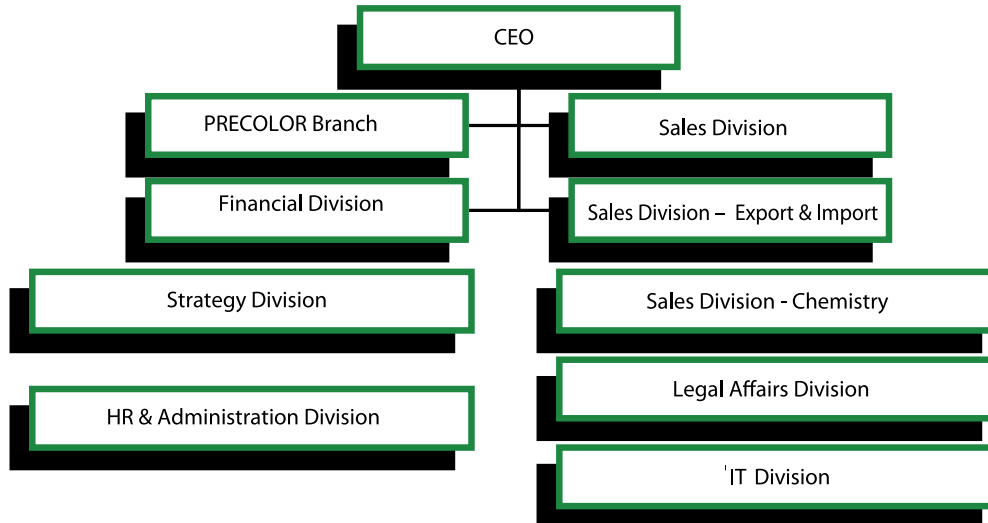 CEO
PRECOLOR Branch
Sales Division
Financial Division
Sales Division – Export & Import
Strategy Division
Sales Division - Chemistry
Legal Affairs Division
HR & Administration Division
IT Division